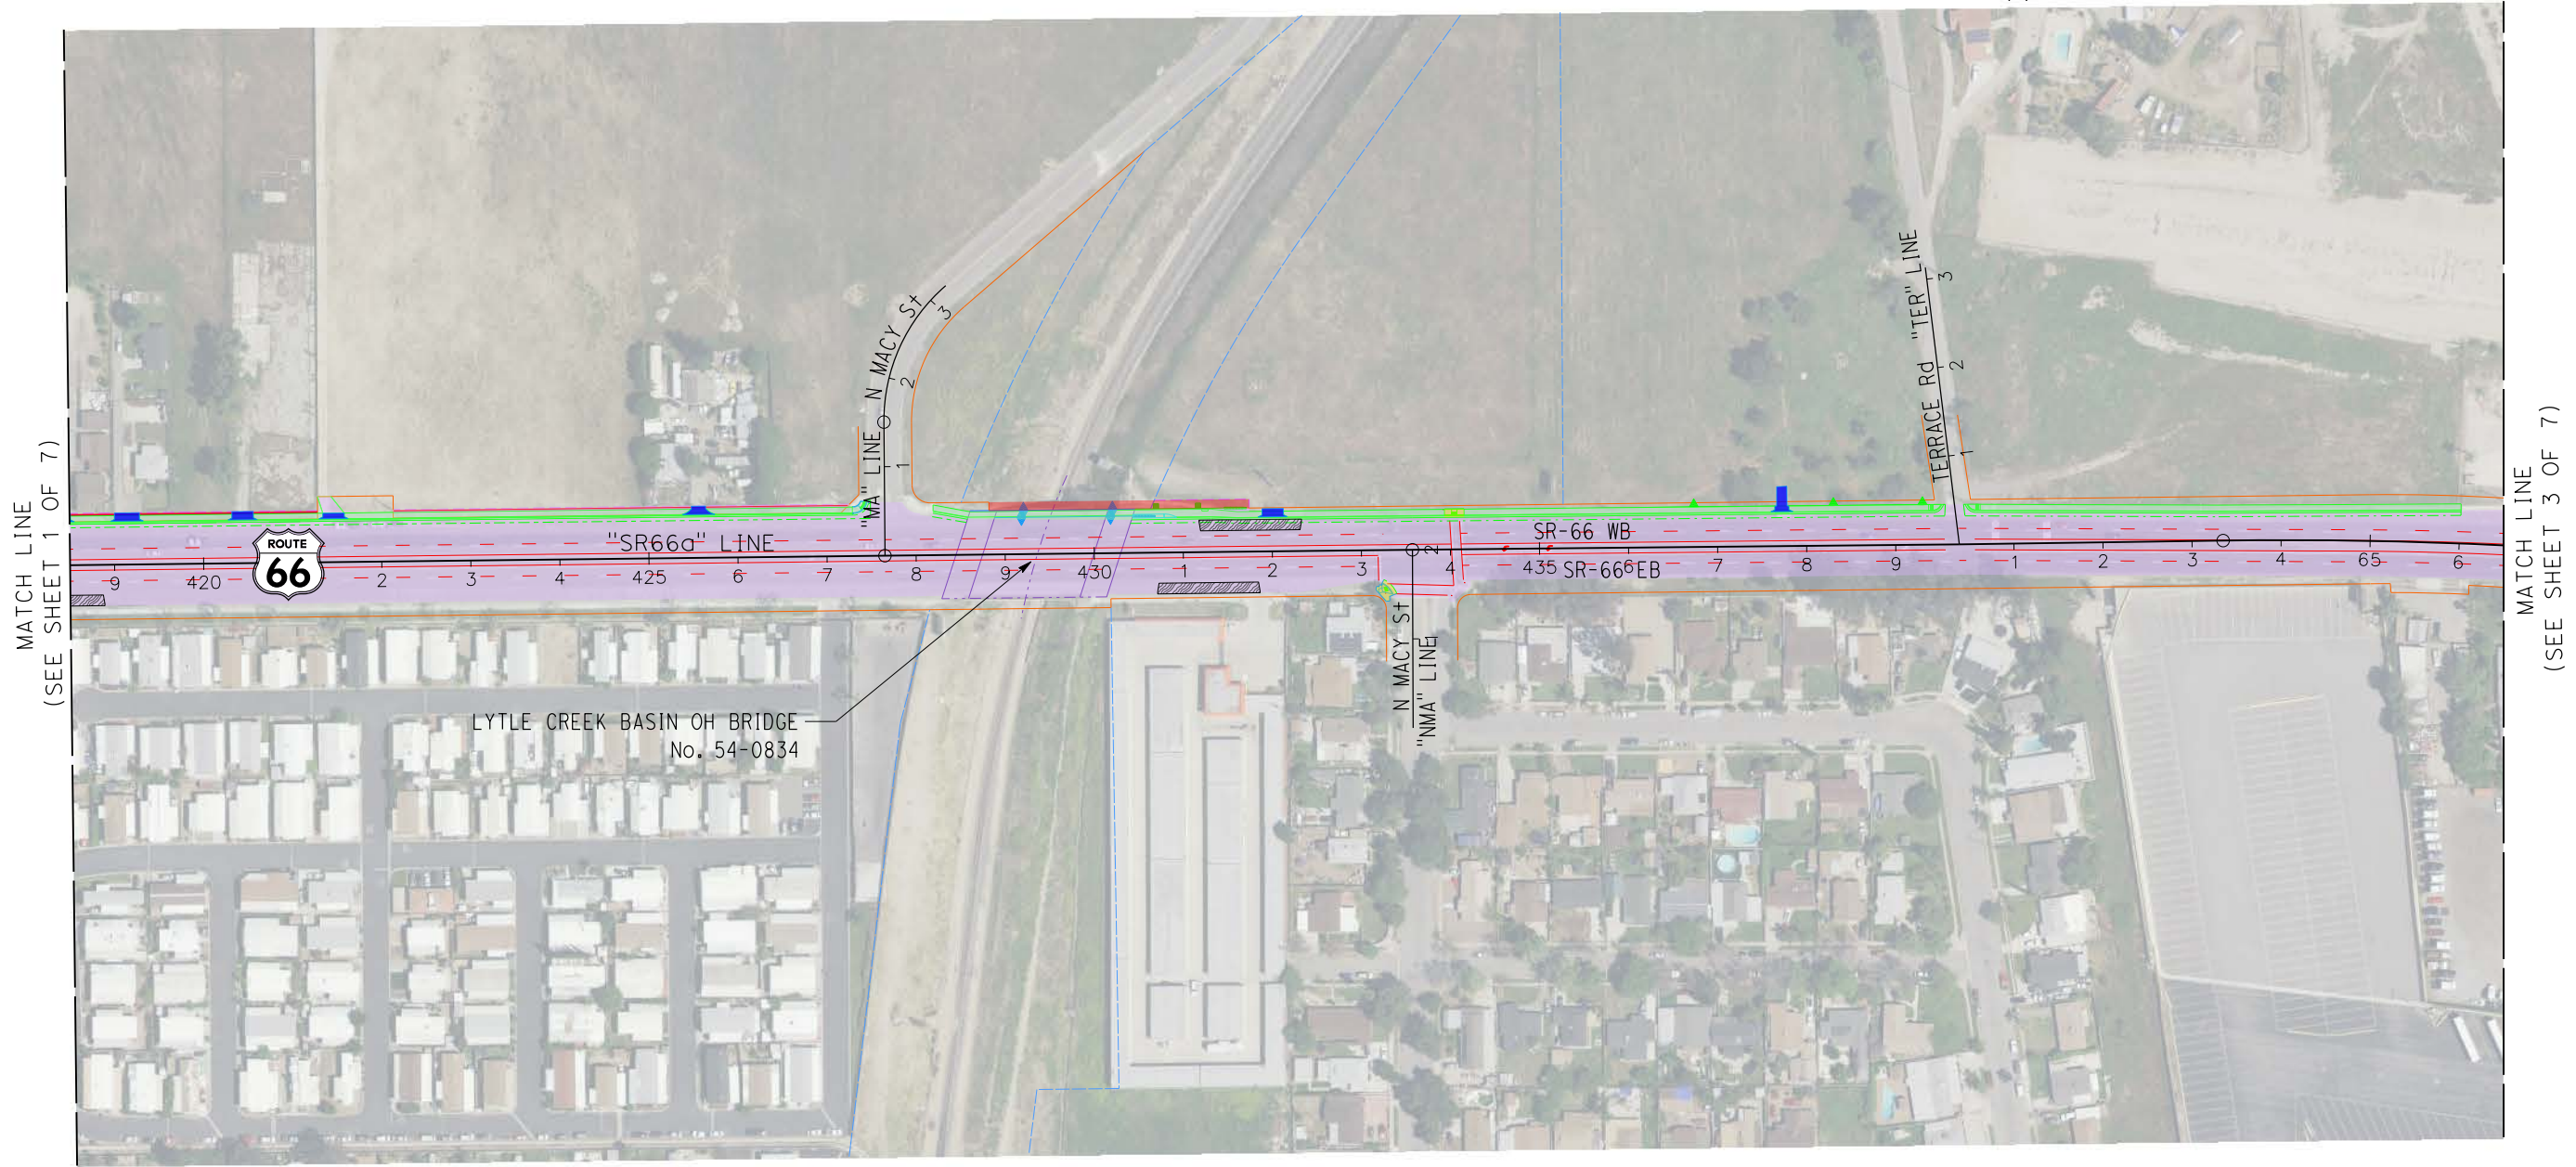 MATCH LINE
(SEE SHEET 1 OF 7)
MATCH LINE
(SEE SHEET 3 OF 7)
N MACY St
"MA" LINE
1
2
3
TERRACE Rd "TER" LINE
1
2
3
"SR66a" LINE
ROUTE
66
SR-66 WB
SR-66 EB
9
420
2
3
4
425
6
7
8
9
430
1
2
3
4
435
6
7
8
9
1
2
3
4
65
6
N MACY St
"NMA" LINE
1
2
LYTLE CREEK BASIN OH BRIDGE
No. 54-0834